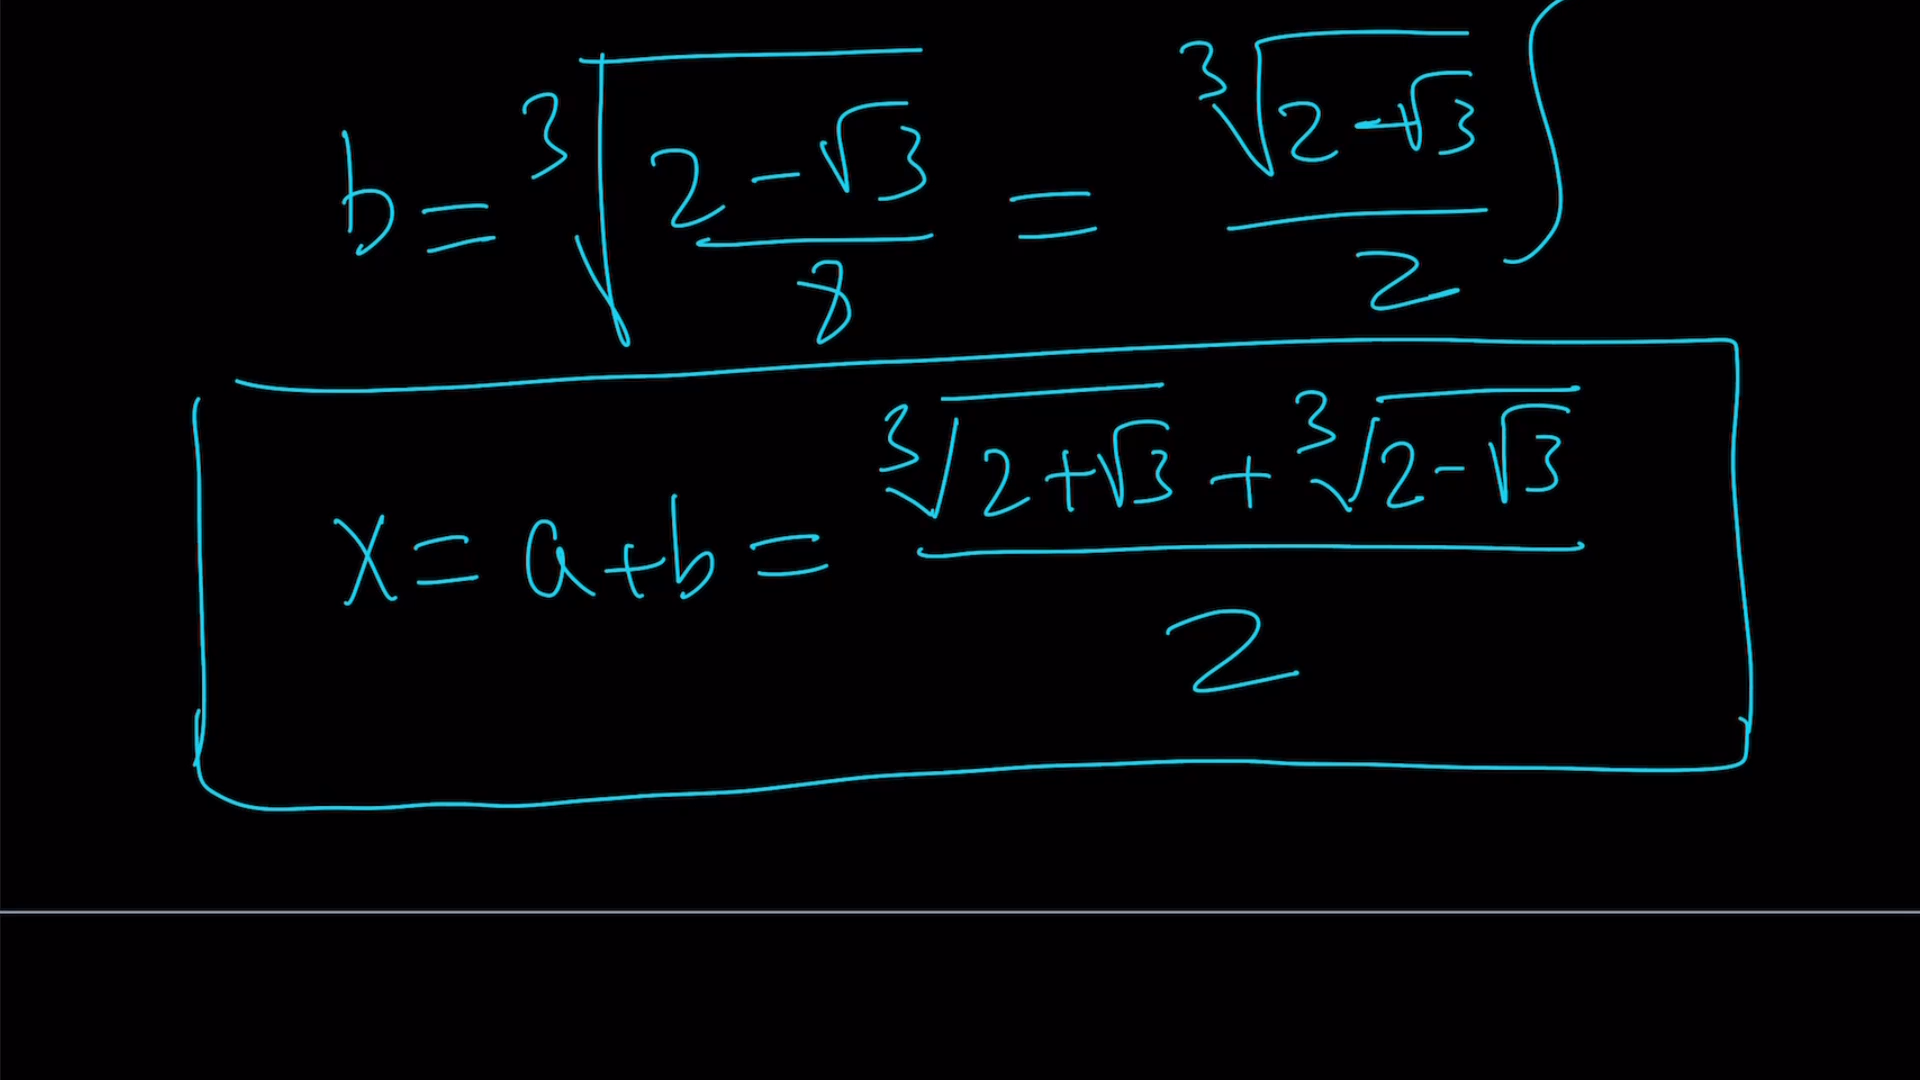 b = ∛((2 - √3)/8) = ∛(2 - √3)/2
x = a + b = (∛(2 + √3) + ∛(2 - √3))/2